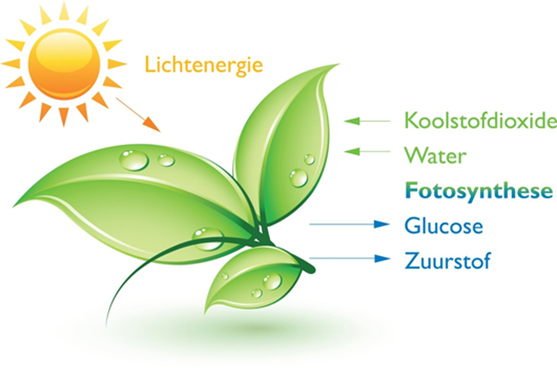 Lichtenergie
Koolstofdioxide
Water
Fotosynthese
Glucose
Zuurstof